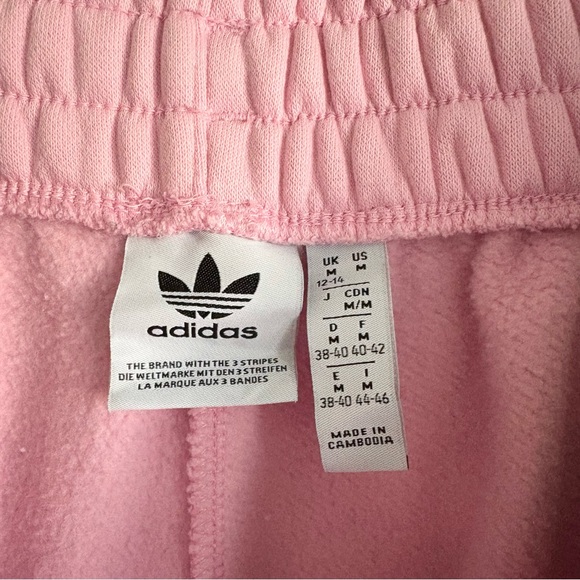 adidas
THE BRAND WITH THE 3 STRIPES
DIE WELTMARKE MIT DEN 3 STREIFEN
LA MARQUE AUX 3 BANDES
UK US
M M
12-14
J CDN
M/M
D F
M M
38-40 40-42
E I
M M
38-40 44-46
MADE IN
CAMBODIA